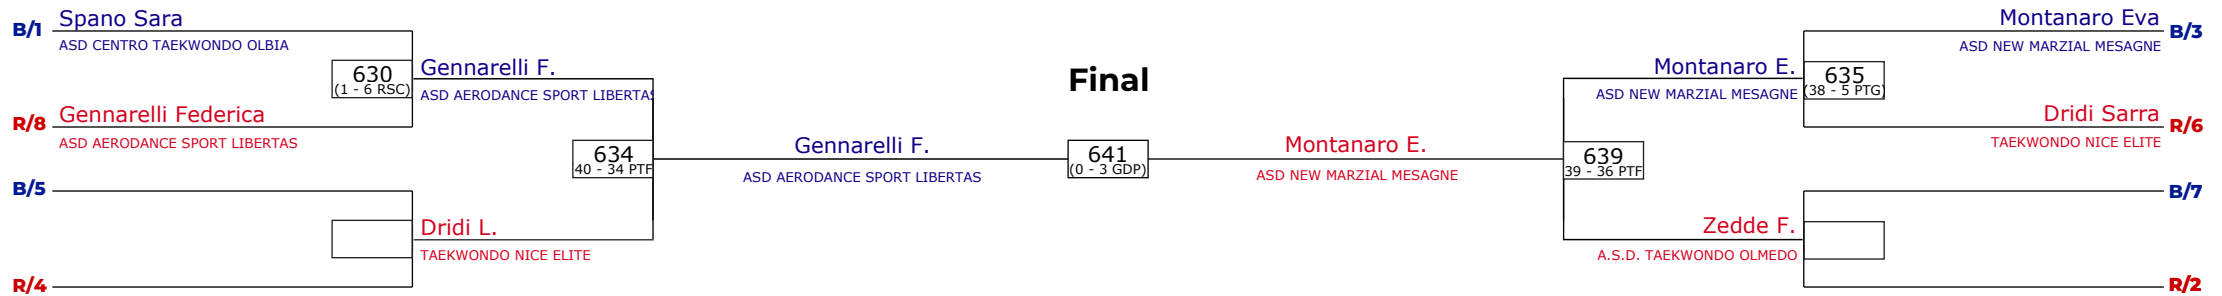 B/1 Spano Sara
ASD CENTRO TAEKWONDO OLBIA
630
(1 - 6 RSC)
Gennarelli F.
ASD AERODANCE SPORT LIBERTAS
R/8 Gennarelli Federica
ASD AERODANCE SPORT LIBERTAS
634
40 - 34 PTF
B/5
Dridi L.
TAEKWONDO NICE ELITE
R/4
Final
Gennarelli F.
ASD AERODANCE SPORT LIBERTAS
641
(0 - 3 GDP)
Montanaro E.
ASD NEW MARZIAL MESAGNE
Montanaro Eva B/3
ASD NEW MARZIAL MESAGNE
Montanaro E.
ASD NEW MARZIAL MESAGNE
635
(38 - 5 PTG)
Dridi Sarra R/6
TAEKWONDO NICE ELITE
639
39 - 36 PTF
B/7
Zedde F.
A.S.D. TAEKWONDO OLMEDO
R/2